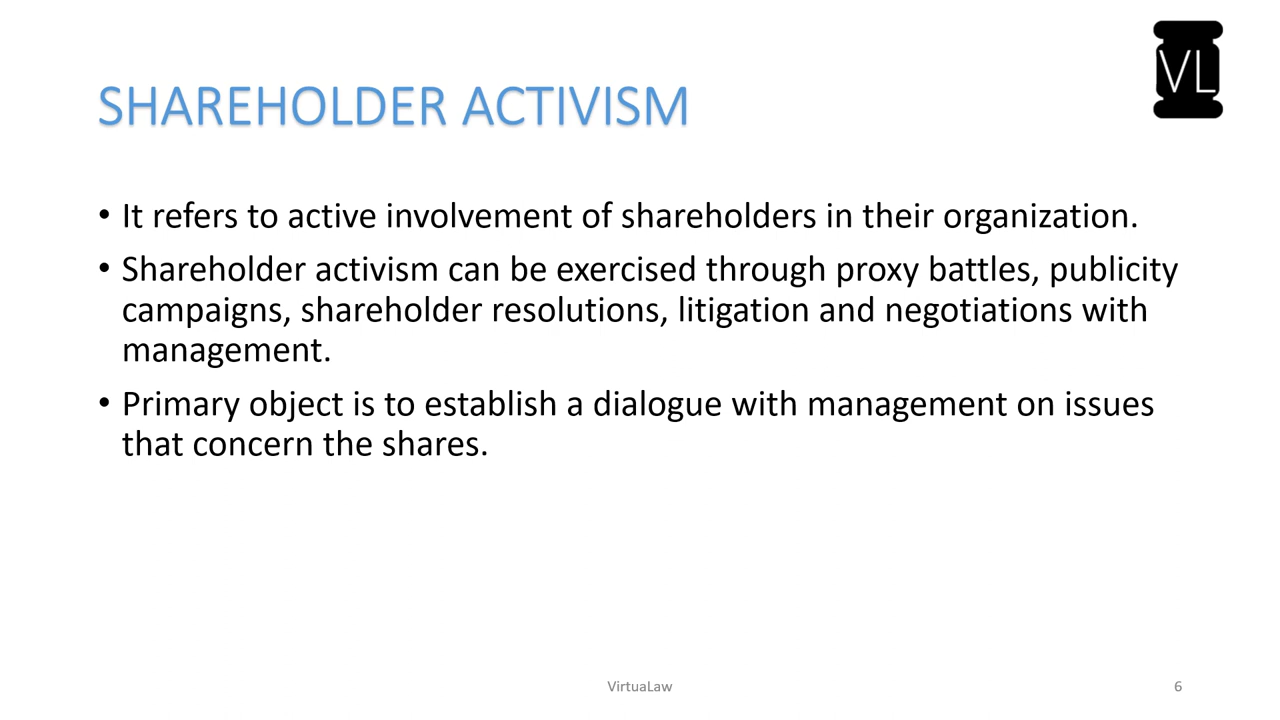 VL
SHAREHOLDER ACTIVISM
• It refers to active involvement of shareholders in their organization.
• Shareholder activism can be exercised through proxy battles, publicity
campaigns, shareholder resolutions, litigation and negotiations with
management.
• Primary object is to establish a dialogue with management on issues
that concern the shares.
VirtuaLaw
6